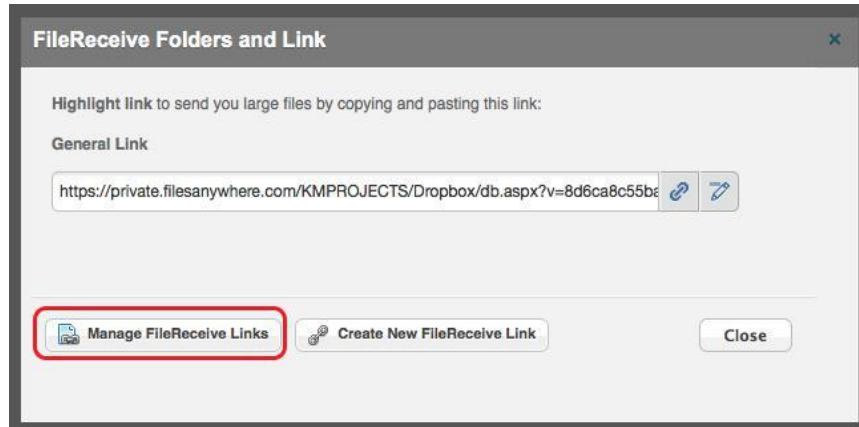 FileReceive Folders and Link
×
Highlight link to send you large files by copying and pasting this link:
General Link
https://private.filesanywhere.com/KMPROJECTS/Dropbox/db.aspx?v=8d6ca8c55ba
Manage FileReceive Links
Create New FileReceive Link
Close